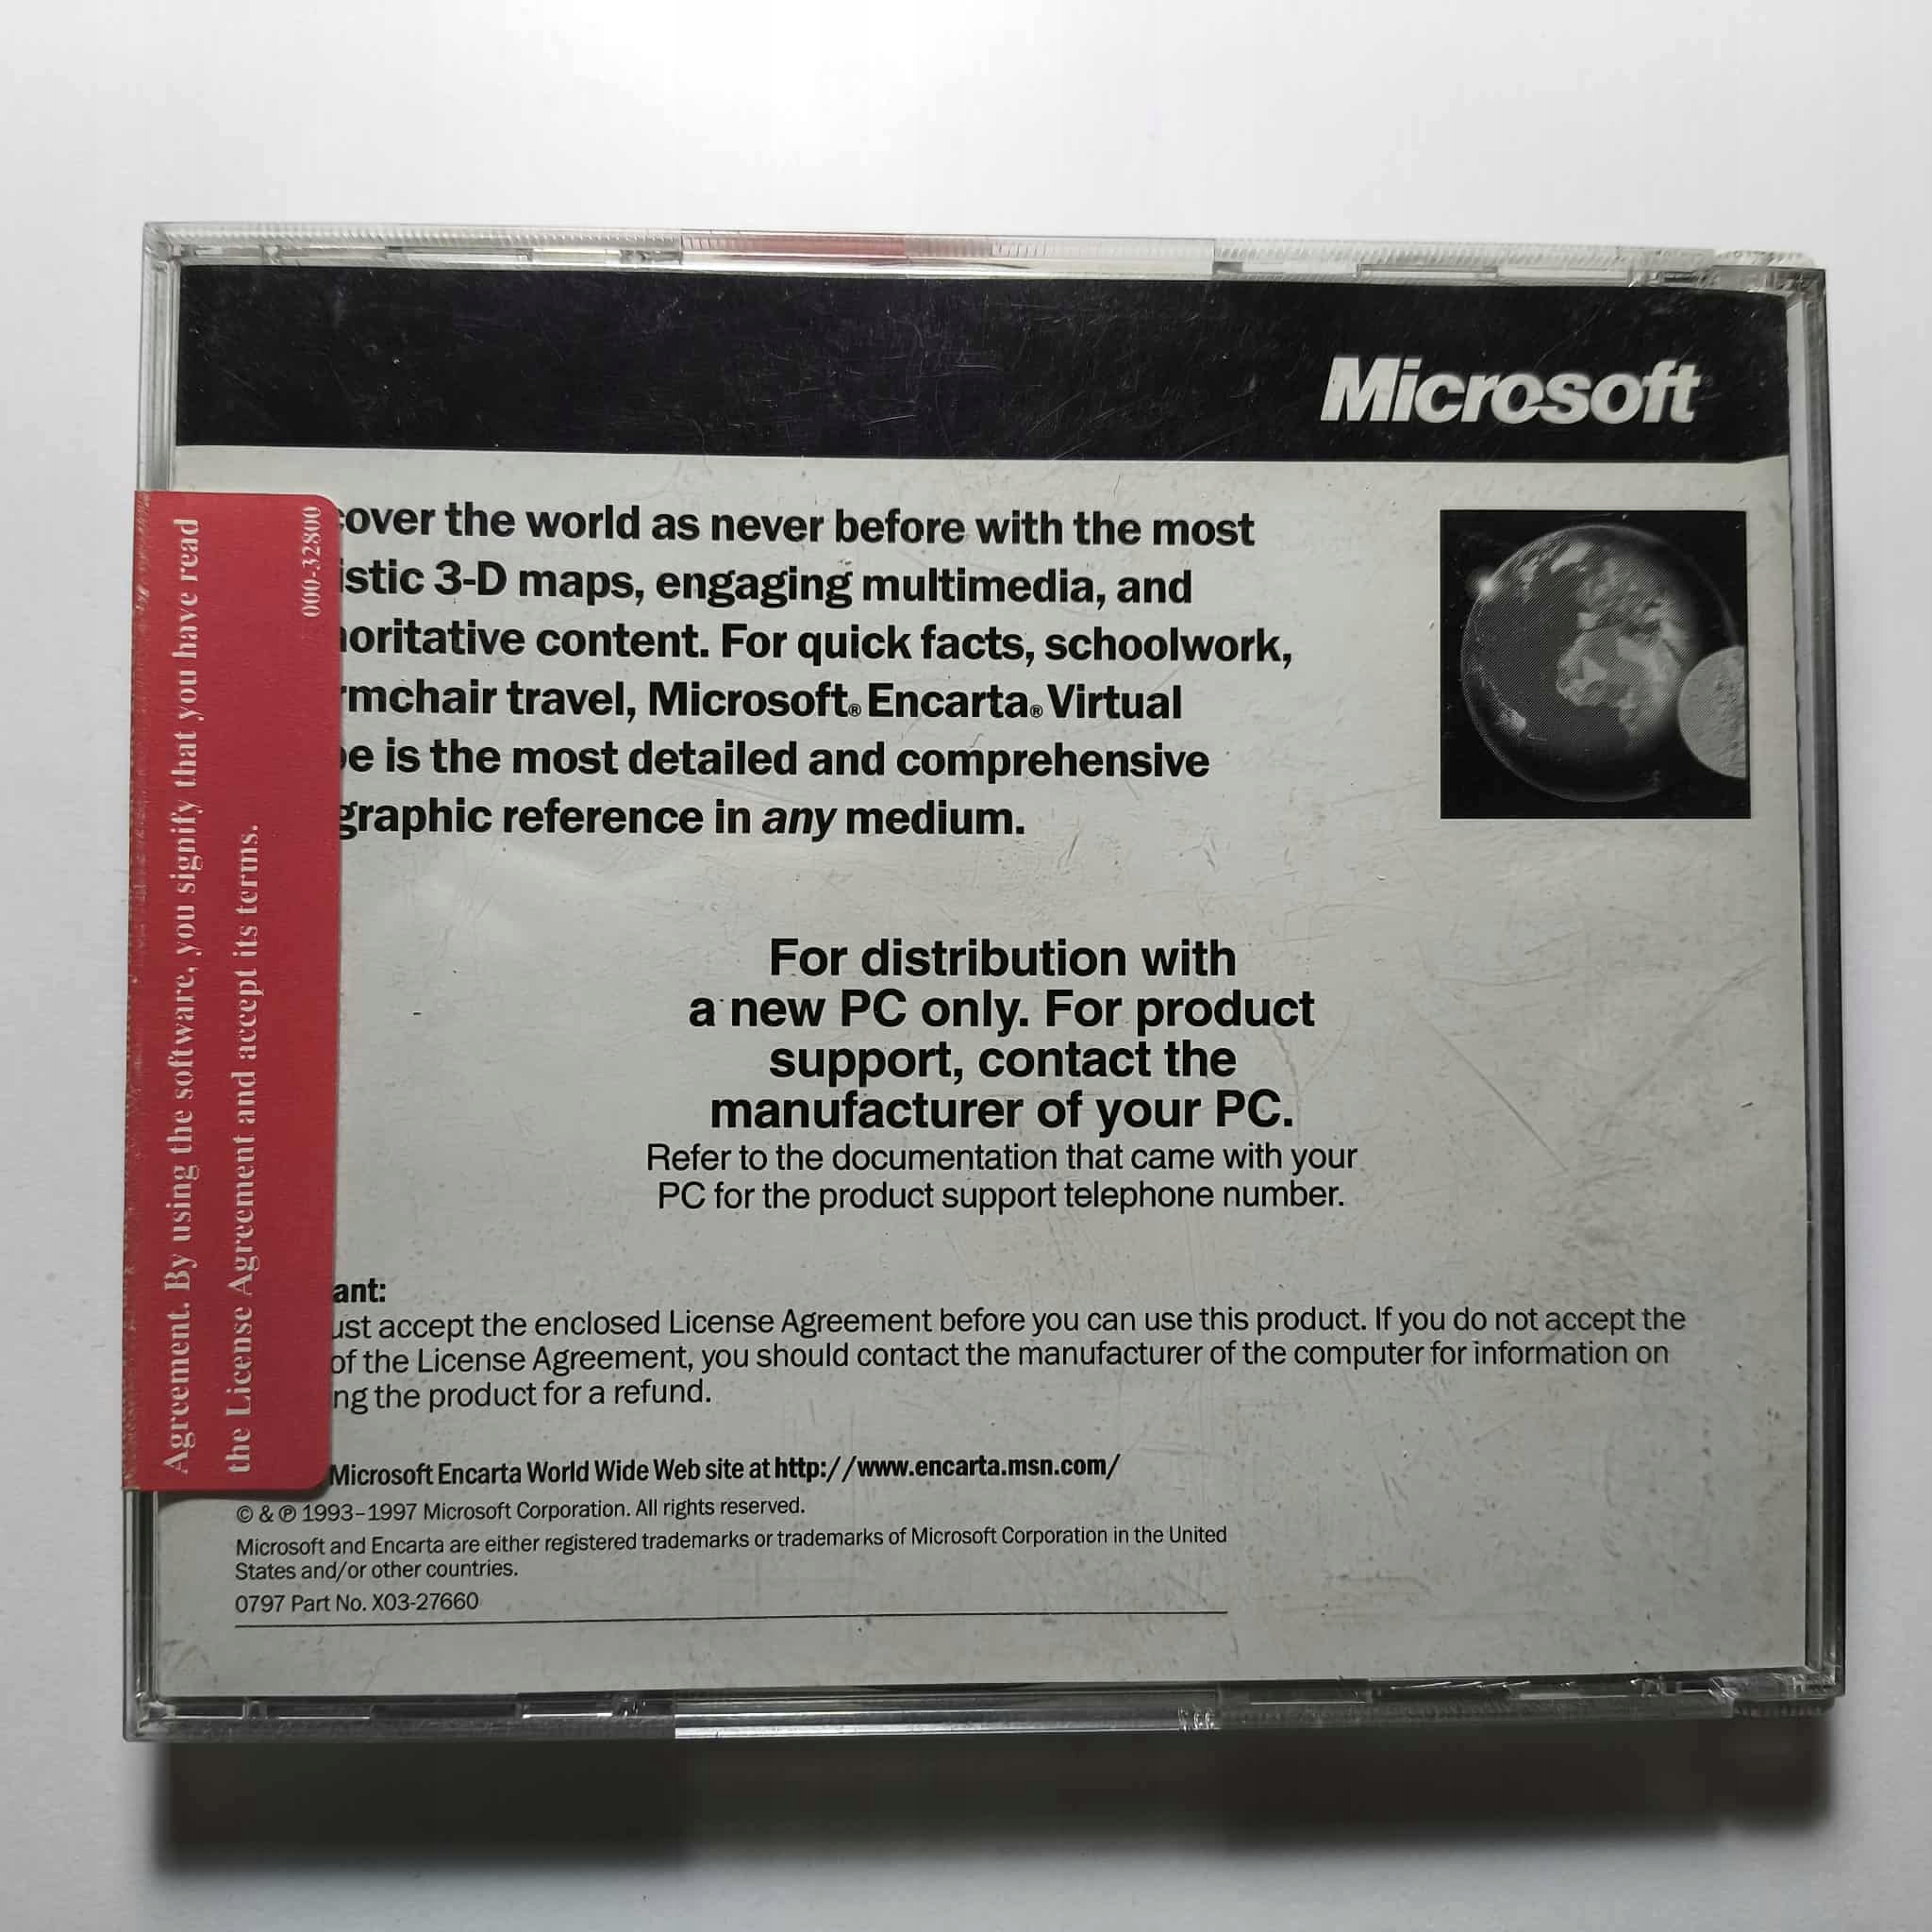 Microsoft
cover the world as never before with the most
istic 3-D maps, engaging multimedia, and
horitative content. For quick facts, schoolwork,
rmchair travel, Microsoft® Encarta® Virtual
be is the most detailed and comprehensive
graphic reference in any medium.
For distribution with
a new PC only. For product
support, contact the
manufacturer of your PC.
Refer to the documentation that came with your
PC for the product support telephone number.
ant:
ust accept the enclosed License Agreement before you can use this product. If you do not accept the
of the License Agreement, you should contact the manufacturer of the computer for information on
ng the product for a refund.
Microsoft Encarta World Wide Web site at http://www.encarta.msn.com/
© & ℗ 1993–1997 Microsoft Corporation. All rights reserved.
Microsoft and Encarta are either registered trademarks or trademarks of Microsoft Corporation in the United
States and/or other countries.
0797 Part No. X03-27660
Agreement. By using the software, you signify that you have read
the License Agreement and accept its terms.
000-32800